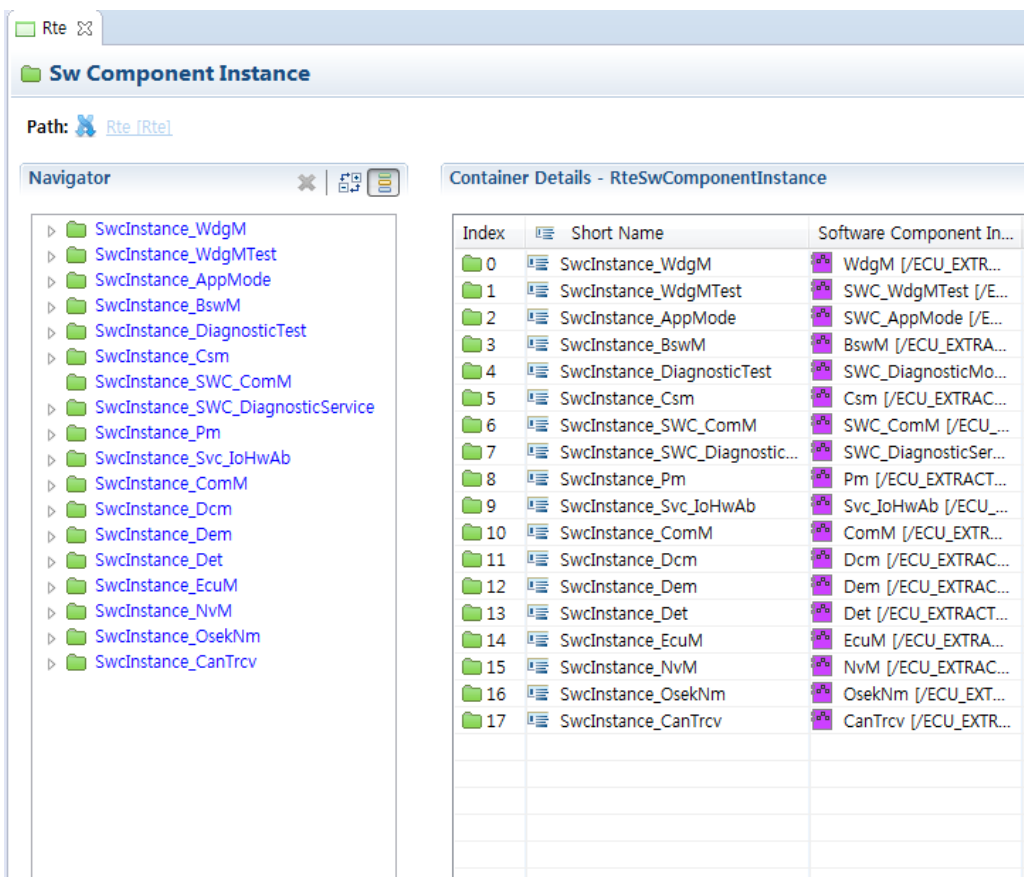 Rte
Sw Component Instance
Path: Rte [Rte]
Navigator
SwcInstance_WdgM
SwcInstance_WdgMTest
SwcInstance_AppMode
SwcInstance_BswM
SwcInstance_DiagnosticTest
SwcInstance_Csm
SwcInstance_SWC_ComM
SwcInstance_SWC_DiagnosticService
SwcInstance_Pm
SwcInstance_Svc_IoHwAb
SwcInstance_ComM
SwcInstance_Dcm
SwcInstance_Dem
SwcInstance_Det
SwcInstance_EcuM
SwcInstance_NvM
SwcInstance_OsekNm
SwcInstance_CanTrcv
Container Details - RteSwComponentInstance
Index Short Name Software Component In...
0 SwcInstance_WdgM WdgM [/ECU_EXTR...
1 SwcInstance_WdgMTest SWC_WdgMTest [/E...
2 SwcInstance_AppMode SWC_AppMode [/E...
3 SwcInstance_BswM BswM [/ECU_EXTRA...
4 SwcInstance_DiagnosticTest SWC_DiagnosticMo...
5 SwcInstance_Csm Csm [/ECU_EXTRAC...
6 SwcInstance_SWC_ComM SWC_ComM [/ECU_...
7 SwcInstance_SWC_Diagnostic... SWC_DiagnosticSer...
8 SwcInstance_Pm Pm [/ECU_EXTRACT...
9 SwcInstance_Svc_IoHwAb Svc_IoHwAb [/ECU_...
10 SwcInstance_ComM ComM [/ECU_EXTR...
11 SwcInstance_Dcm Dcm [/ECU_EXTRAC...
12 SwcInstance_Dem Dem [/ECU_EXTRAC...
13 SwcInstance_Det Det [/ECU_EXTRACT...
14 SwcInstance_EcuM EcuM [/ECU_EXTRA...
15 SwcInstance_NvM NvM [/ECU_EXTRAC...
16 SwcInstance_OsekNm OsekNm [/ECU_EXT...
17 SwcInstance_CanTrcv CanTrcv [/ECU_EXTR...